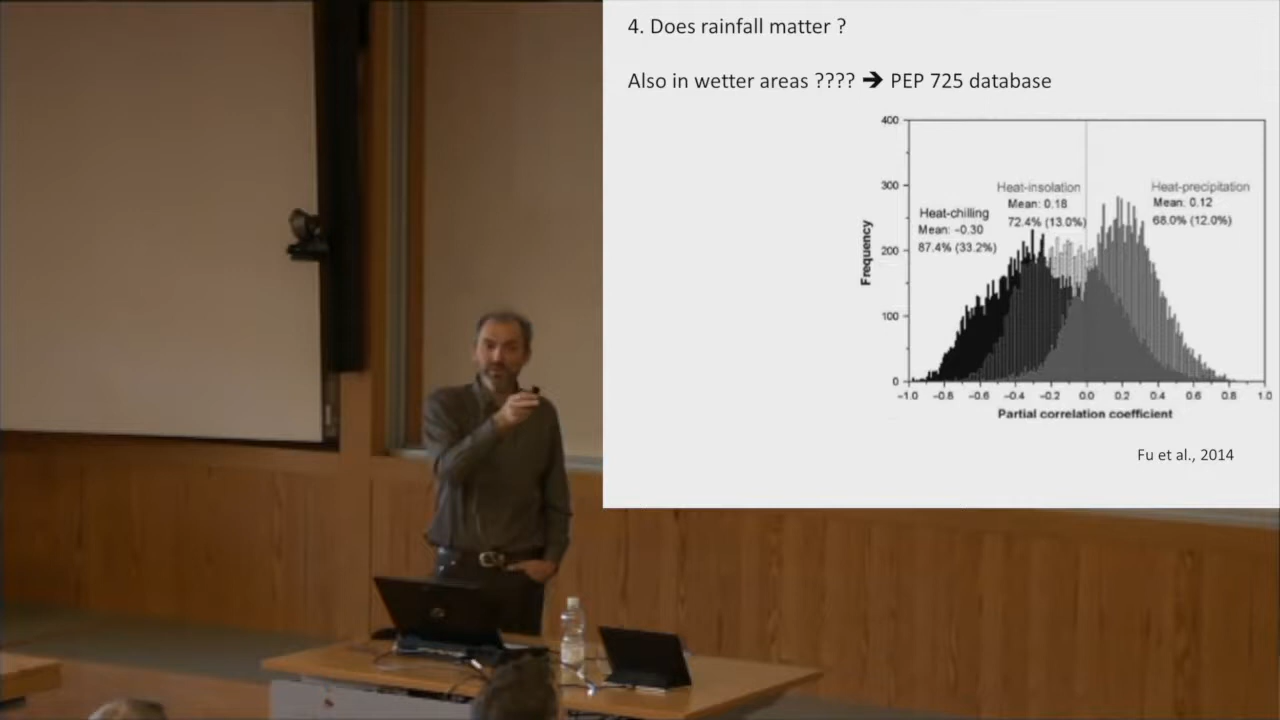 4. Does rainfall matter ?
Also in wetter areas ???? ➔ PEP 725 database
400
300
200
100
0
Frequency
Heat-chilling
Mean: −0.30
87.4% (33.2%)
Heat-insolation
Mean: 0.18
72.4% (13.0%)
Heat-precipitation
Mean: 0.12
68.0% (12.0%)
−1.0 −0.8 −0.6 −0.4 −0.2 0.0 0.2 0.4 0.6 0.8 1.0
Partial correlation coefficient
Fu et al., 2014